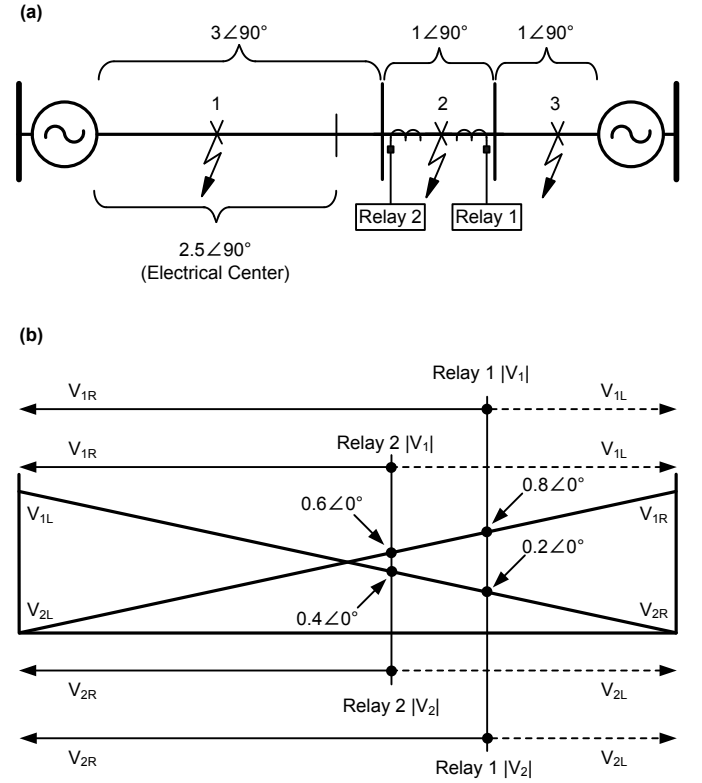 (a)
3∠90°
1∠90°
1∠90°
1
2
3
Relay 2
Relay 1
2.5∠90°
(Electrical Center)
(b)
Relay 1 |V1|
V1R
V1L
Relay 2 |V1|
V1R
V1L
0.6∠0°
0.8∠0°
V1L
V1R
0.2∠0°
0.4∠0°
V2L
V2R
V2R
V2L
Relay 2 |V2|
V2R
V2L
Relay 1 |V2|